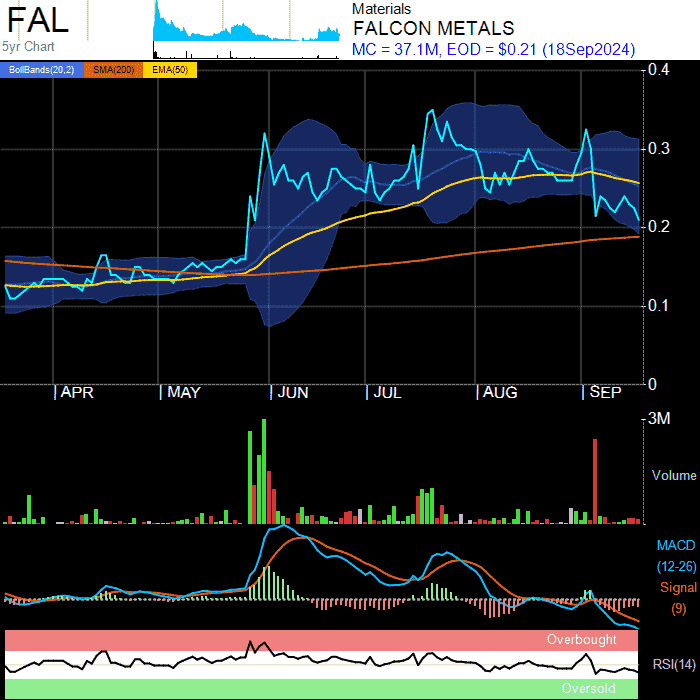 FAL
5yr Chart
Materials
FALCON METALS
MC = 37.1M, EOD = $0.21 (18Sep2024)
BollBands(20,2) SMA(200) EMA(50)
0.4
0.3
0.2
0.1
0
APR MAY JUN JUL AUG SEP
3M
Volume
MACD
(12-26)
Signal
(9)
Overbought
RSI(14)
Oversold